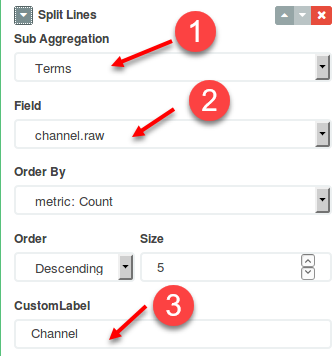 Split Lines
Sub Aggregation
1
Terms
Field
2
channel.raw
Order By
metric: Count
Order Size
Descending 5
CustomLabel
3
Channel